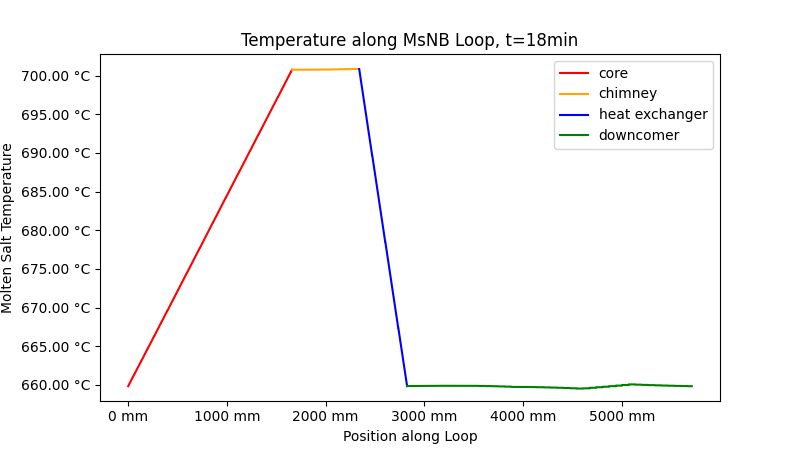 Temperature along MsNB Loop, t=18min
Molten Salt Temperature
700.00 °C
695.00 °C
690.00 °C
685.00 °C
680.00 °C
675.00 °C
670.00 °C
665.00 °C
660.00 °C
core
chimney
heat exchanger
downcomer
0 mm 1000 mm 2000 mm 3000 mm 4000 mm 5000 mm
Position along Loop